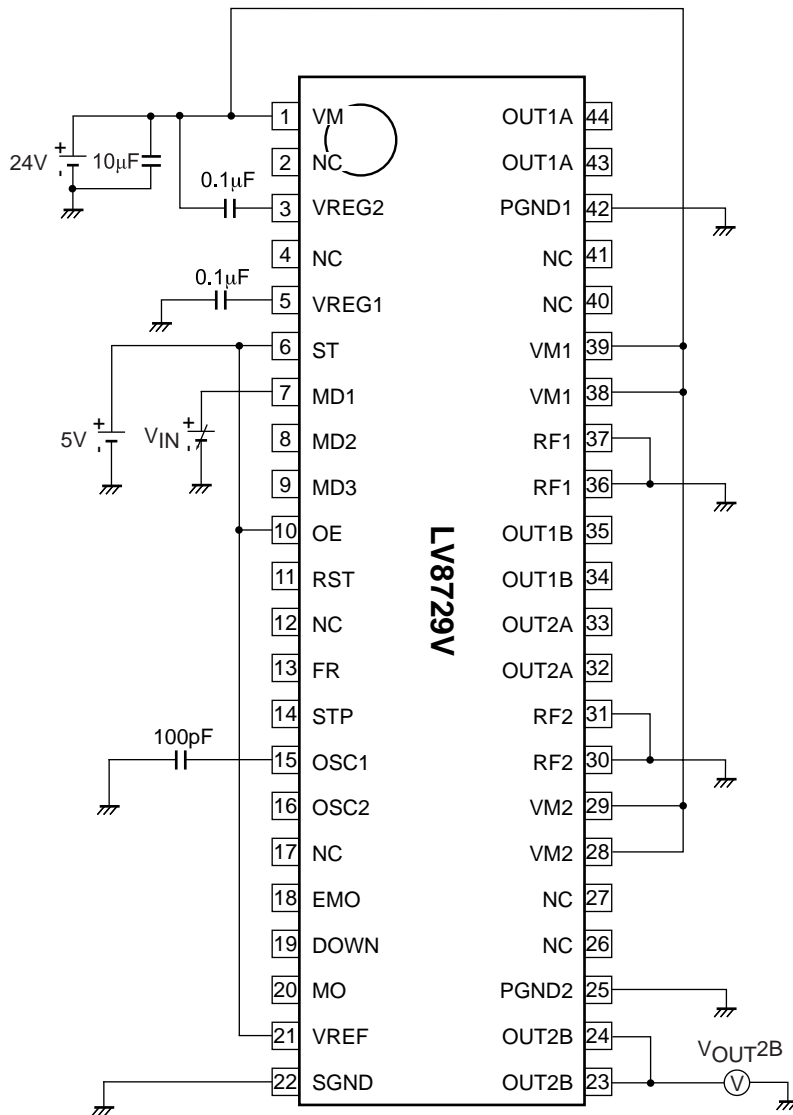 1 VM OUT1A 44
24V + - 10µF
2 NC OUT1A 43
0.1µF
3 VREG2 PGND1 42
4 NC NC 41
0.1µF
5 VREG1 NC 40
6 ST VM1 39
7 MD1 VM1 38
5V + - VIN + -
8 MD2 RF1 37
9 MD3 RF1 36
10 OE OUT1B 35
11 RST OUT1B 34
LV8729V
12 NC OUT2A 33
13 FR OUT2A 32
14 STP RF2 31
100pF
15 OSC1 RF2 30
16 OSC2 VM2 29
17 NC VM2 28
18 EMO NC 27
19 DOWN NC 26
20 MO PGND2 25
21 VREF OUT2B 24
VOUT2B
22 SGND OUT2B 23
V